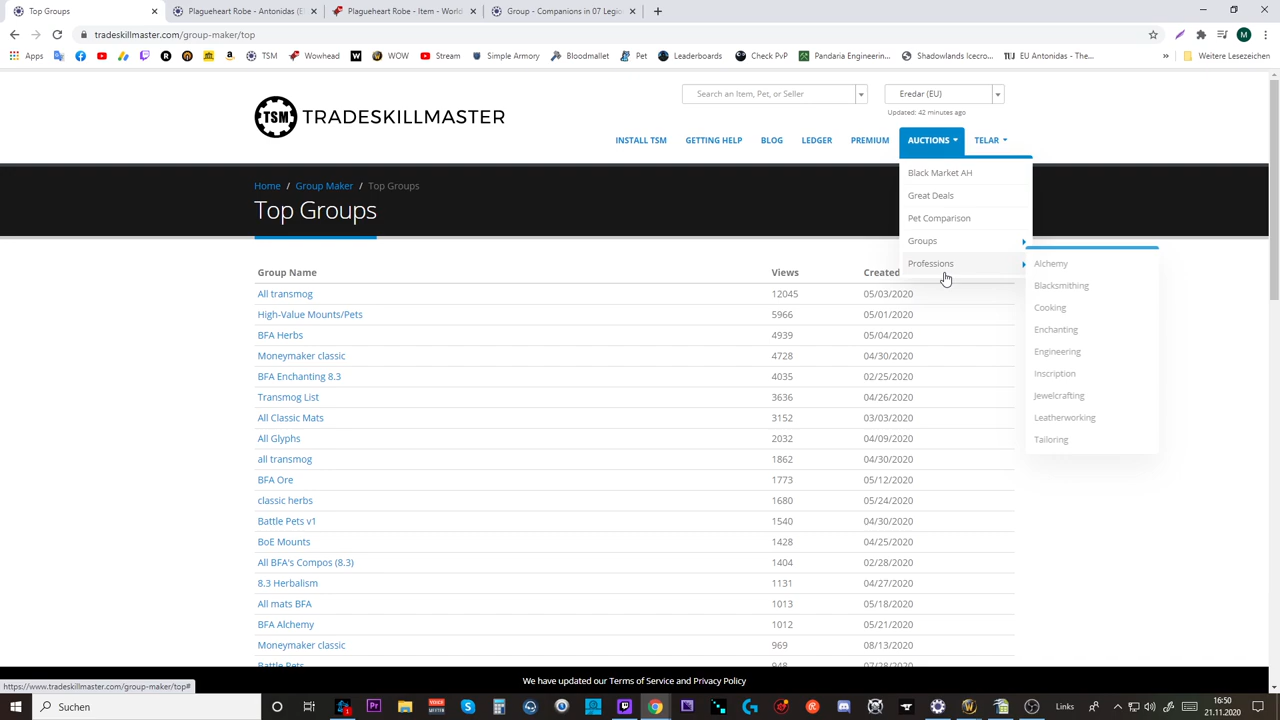 Top Groups
Plagueheart Robe - Antonidas (E
Plagueheart Robe - Item - World
Group - Companions in 07 Legio
tradeskillmaster.com/group-maker/top
Apps
TSM
Wowhead
WOW
Stream
Simple Armory
Bloodmallet
Pet
Leaderboards
Check PvP
Pandaria Engineerin...
Shadowlands Icecro...
EU Antonidas - The...
Weitere Lesezeichen
TSM TRADESKILLMASTER
Search an Item, Pet, or Seller
Eredar (EU)
Updated: 42 minutes ago
INSTALL TSM
GETTING HELP
BLOG
LEDGER
PREMIUM
AUCTIONS
TELAR
Black Market AH
Great Deals
Pet Comparison
Groups
Professions
Alchemy
Blacksmithing
Cooking
Enchanting
Engineering
Inscription
Jewelcrafting
Leatherworking
Tailoring
Home / Group Maker / Top Groups
Top Groups
Group Name Views Created
All transmog 12045 05/03/2020
High-Value Mounts/Pets 5966 05/01/2020
BFA Herbs 4939 05/04/2020
Moneymaker classic 4728 04/30/2020
BFA Enchanting 8.3 4035 02/25/2020
Transmog List 3636 04/26/2020
All Classic Mats 3152 03/03/2020
All Glyphs 2032 04/09/2020
all transmog 1862 04/30/2020
BFA Ore 1773 05/12/2020
classic herbs 1680 05/24/2020
Battle Pets v1 1540 04/30/2020
BoE Mounts 1428 04/25/2020
All BFA's Compos (8.3) 1404 02/28/2020
8.3 Herbalism 1131 04/27/2020
All mats BFA 1013 05/18/2020
BFA Alchemy 1012 05/21/2020
Moneymaker classic 969 08/13/2020
Battle Pets 948 07/28/2020
We have updated our Terms of Service and Privacy Policy
https://www.tradeskillmaster.com/group-maker/top#
Suchen
Links
16:50
21.11.2020